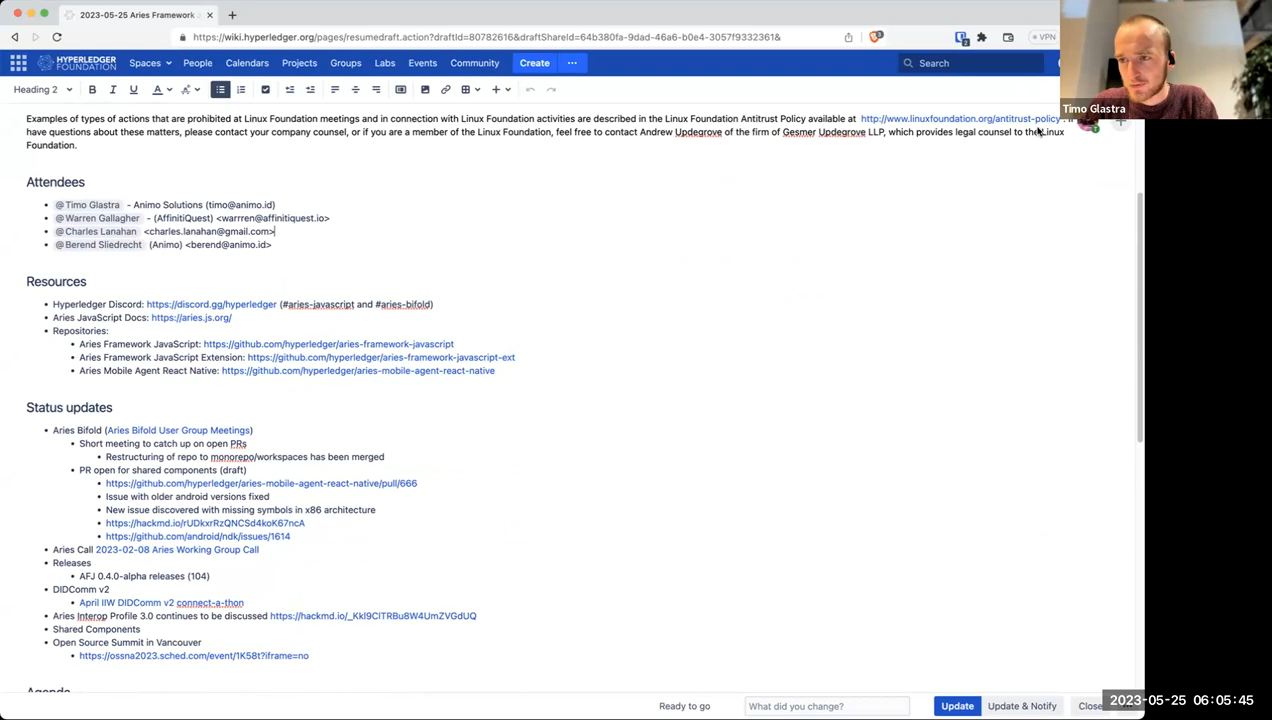 2023-05-25 Aries Framework
https://wiki.hyperledger.org/pages/resumedraft.action?draftId=80782616&draftShareId=64b380fa-9dad-46a6-b0e4-3057f9332361&
VPN
HYPERLEDGER FOUNDATION
Spaces People Calendars Projects Groups Labs Events Community Create Search
Heading 2 B I U A
Timo Glastra
Examples of types of actions that are prohibited at Linux Foundation meetings and in connection with Linux Foundation activities are described in the Linux Foundation Antitrust Policy available at http://www.linuxfoundation.org/antitrust-policy. If
have questions about these matters, please contact your company counsel, or if you are a member of the Linux Foundation, feel free to contact Andrew Updegrove of the firm of Gesmer Updegrove LLP, which provides legal counsel to the Linux
Foundation.
Attendees
• @Timo Glastra - Animo Solutions (timo@animo.id)
• @Warren Gallagher - (AffinitiQuest) <warrren@affinitiquest.io>
• @Charles Lanahan <charles.lanahan@gmail.com>
• @Berend Sliedrecht (Animo) <berend@animo.id>
Resources
• Hyperledger Discord: https://discord.gg/hyperledger (#aries-javascript and #aries-bifold)
• Aries JavaScript Docs: https://aries.js.org/
• Repositories:
• Aries Framework JavaScript: https://github.com/hyperledger/aries-framework-javascript
• Aries Framework JavaScript Extension: https://github.com/hyperledger/aries-framework-javascript-ext
• Aries Mobile Agent React Native: https://github.com/hyperledger/aries-mobile-agent-react-native
Status updates
• Aries Bifold (Aries Bifold User Group Meetings)
• Short meeting to catch up on open PRs
• Restructuring of repo to monorepo/workspaces has been merged
• PR open for shared components (draft)
• https://github.com/hyperledger/aries-mobile-agent-react-native/pull/666
• Issue with older android versions fixed
• New issue discovered with missing symbols in x86 architecture
• https://hackmd.io/rUDkxrRzQNCSd4koK67ncA
• https://github.com/android/ndk/issues/1614
• Aries Call 2023-02-08 Aries Working Group Call
• Releases
• AFJ 0.4.0-alpha releases (104)
• DIDComm v2
• April IIW DIDComm v2 connect-a-thon
• Aries Interop Profile 3.0 continues to be discussed https://hackmd.io/_KkI9ClTRBu8W4UmZVGdUQ
• Shared Components
• Open Source Summit in Vancouver
• https://ossna2023.sched.com/event/1K58t?iframe=no
Agenda
Ready to go What did you change? Update Update & Notify Close
2023-05-25 06:05:45